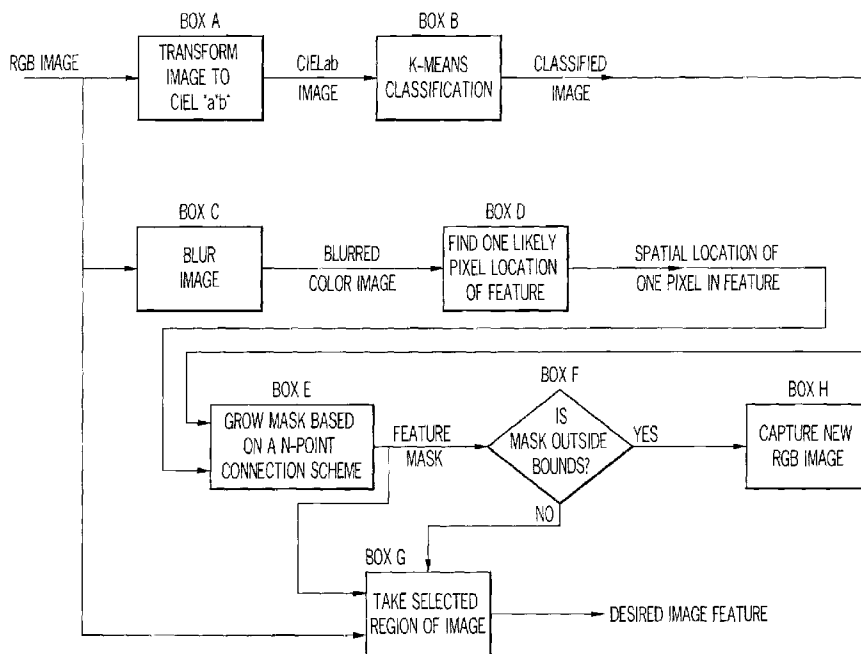 BOX A
BOX B
RGB IMAGE
TRANSFORM
IMAGE TO
CIEL *a*b*
CIELab
IMAGE
K-MEANS
CLASSIFICATION
CLASSIFIED
IMAGE
BOX C
BOX D
BLUR
IMAGE
BLURRED
COLOR IMAGE
FIND ONE LIKELY
PIXEL LOCATION
OF FEATURE
SPATIAL LOCATION OF
ONE PIXEL IN FEATURE
BOX E
BOX F
BOX H
GROW MASK BASED
ON A N-POINT
CONNECTION SCHEME
FEATURE
MASK
IS
MASK OUTSIDE
BOUNDS?
YES
CAPTURE NEW
RGB IMAGE
NO
BOX G
TAKE SELECTED
REGION OF IMAGE
DESIRED IMAGE FEATURE